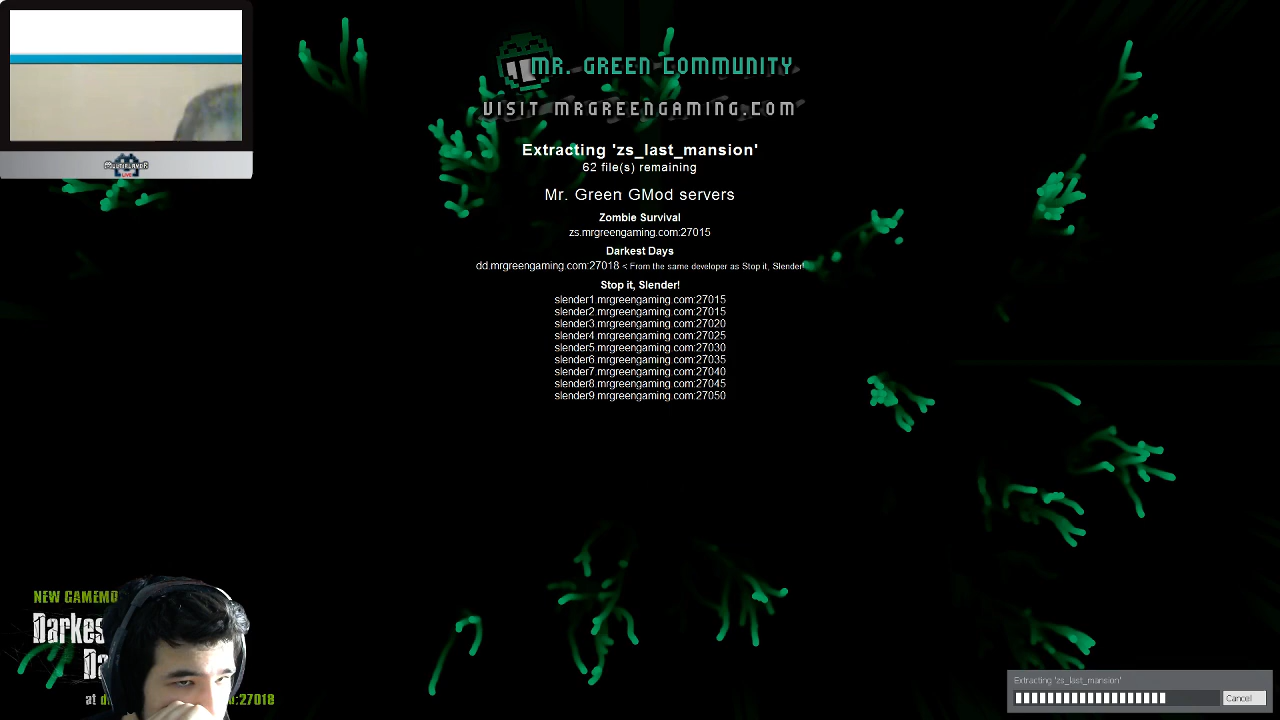 MR. GREEN COMMUNITY
VISIT MRGREENGAMING.COM
Extracting 'zs_last_mansion'
62 file(s) remaining
Mr. Green GMod servers
Zombie Survival
zs.mrgreengaming.com:27015
Darkest Days
dd.mrgreengaming.com:27018 < From the same developer as Stop it, Slender!
Stop it, Slender!
slender1.mrgreengaming.com:27015
slender2.mrgreengaming.com:27015
slender3.mrgreengaming.com:27020
slender4.mrgreengaming.com:27025
slender5.mrgreengaming.com:27030
slender6.mrgreengaming.com:27035
slender7.mrgreengaming.com:27040
slender8.mrgreengaming.com:27045
slender9.mrgreengaming.com:27050
NEW GAMEMO
Darkes
Da
at d :27018
Extracting 'zs_last_mansion'
Cancel